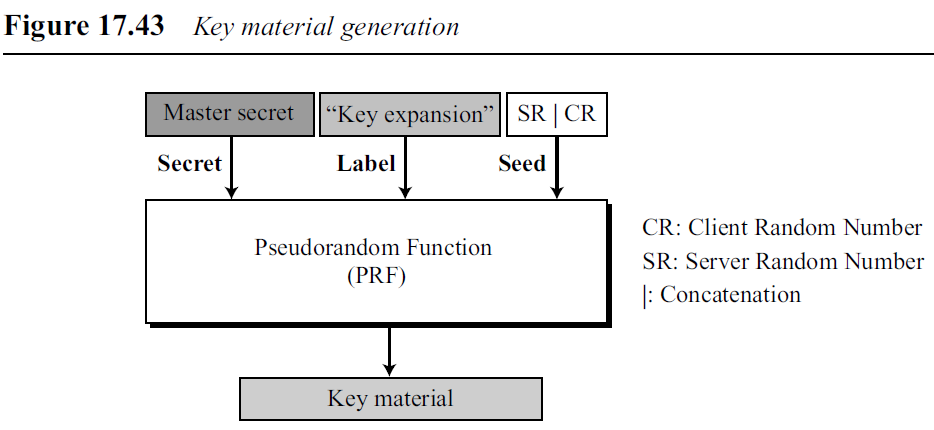 Figure 17.43 Key material generation
Master secret “Key expansion” SR | CR
Secret Label Seed
Pseudorandom Function
(PRF)
CR: Client Random Number
SR: Server Random Number
|: Concatenation
Key material